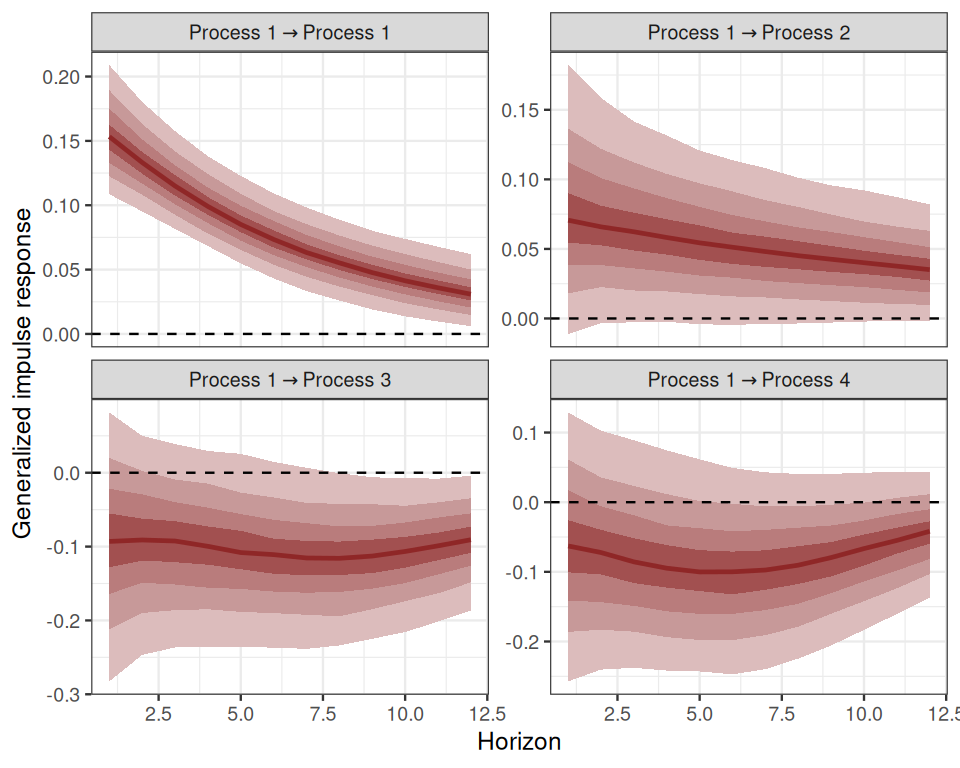 Process 1 → Process 1
Process 1 → Process 2
0.20
0.15
0.10
0.05
0.00
0.15
0.10
0.05
0.00
Generalized impulse response
Process 1 → Process 3
Process 1 → Process 4
0.0
-0.1
-0.2
-0.3
0.1
0.0
-0.1
-0.2
2.5 5.0 7.5 10.0 12.5
2.5 5.0 7.5 10.0 12.5
Horizon